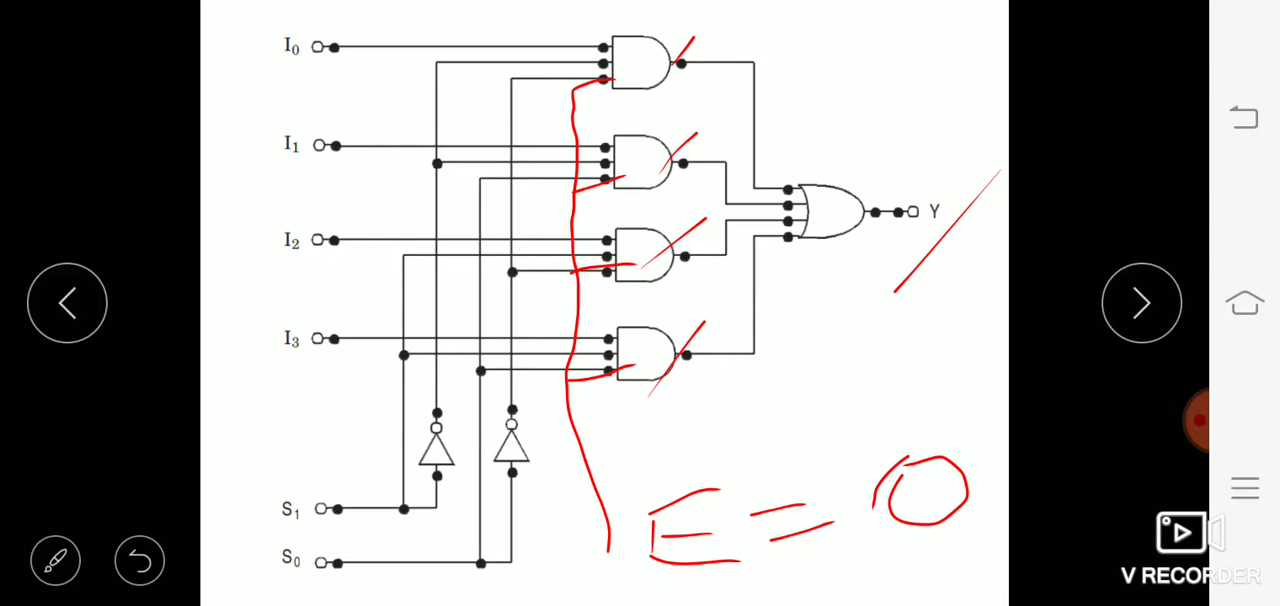 I0
I1
I2
I3
Y
S1
S0
E = 0
V RECORDER